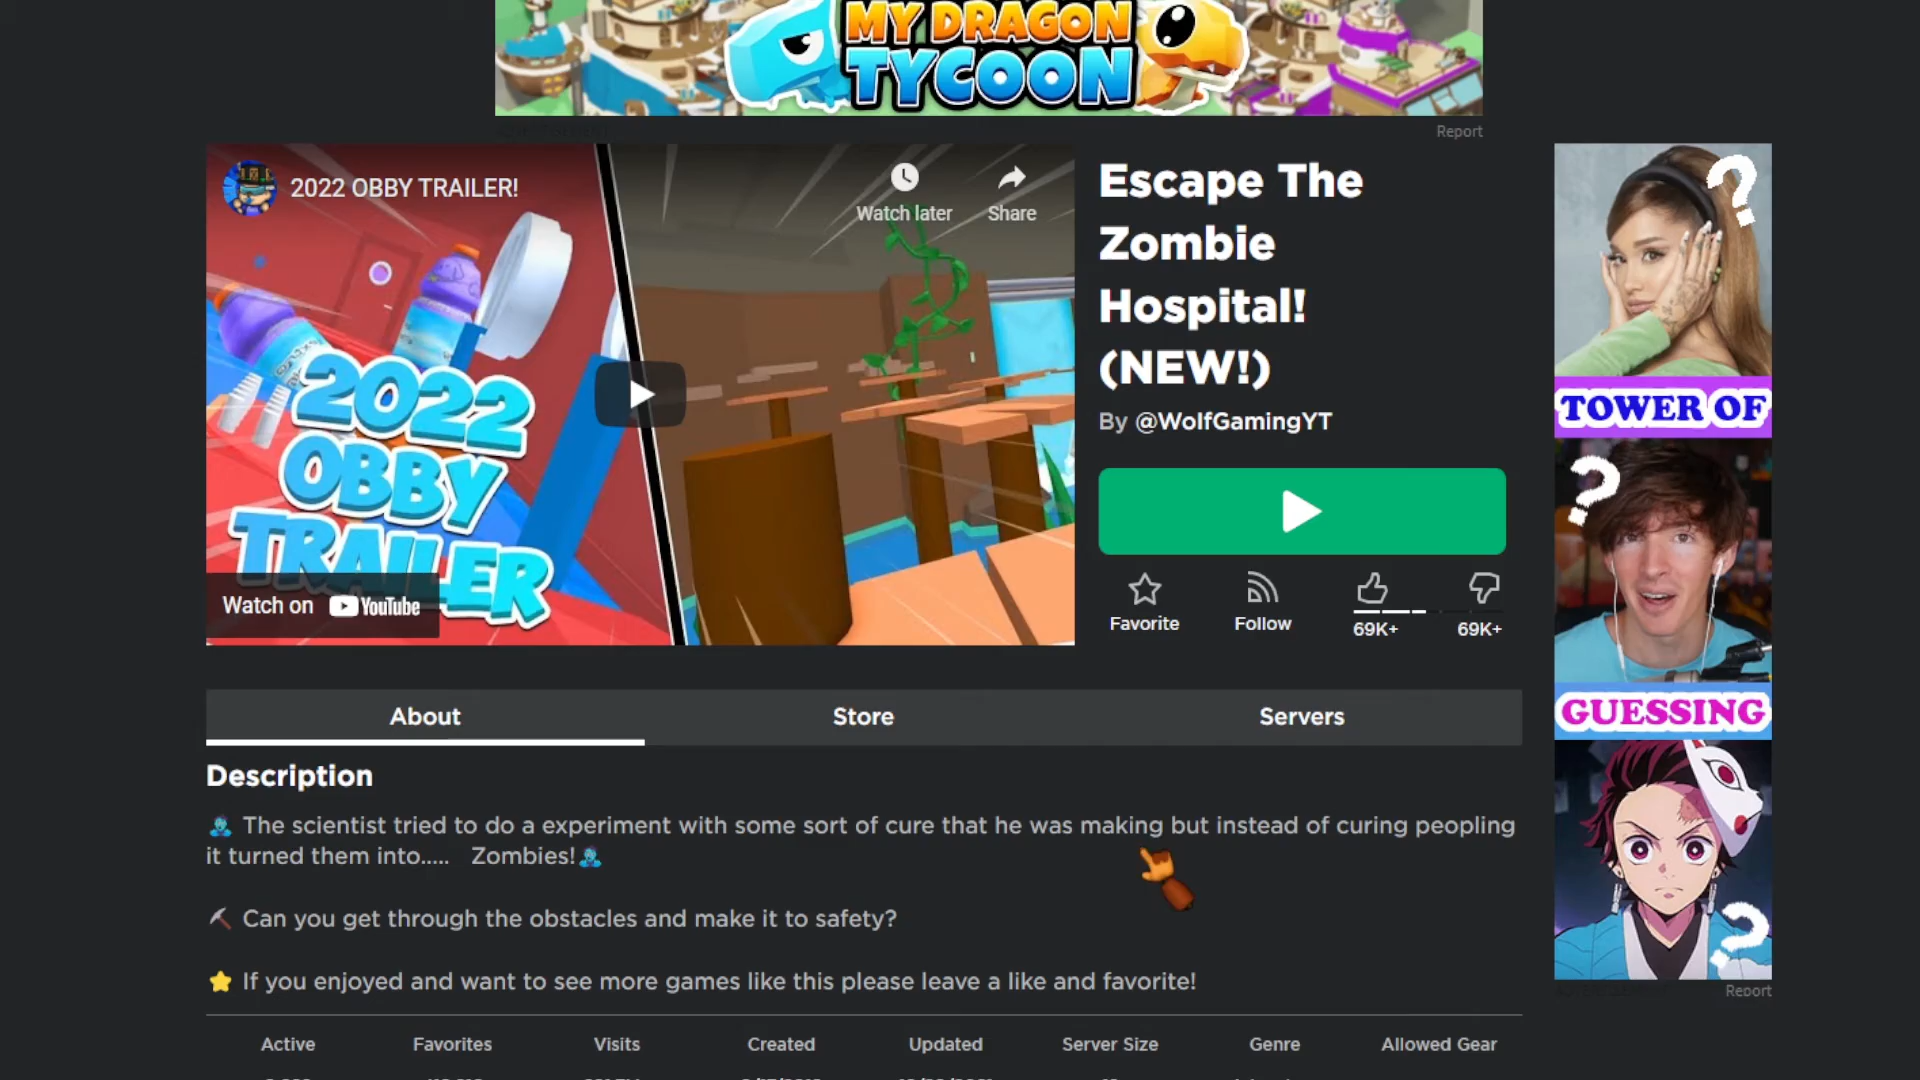 MY DRAGON
TYCOON
Report
2022 OBBY TRAILER!
Watch later
Share
2022
OBBY
TRAILER
Watch on YouTube
Escape The
Zombie
Hospital!
(NEW!)
By @WolfGamingYT
Favorite
Follow
69K+
69K+
?
TOWER OF
?
GUESSING
?
Report
About
Store
Servers
Description
The scientist tried to do a experiment with some sort of cure that he was making but instead of curing peopling
it turned them into..... Zombies!
Can you get through the obstacles and make it to safety?
If you enjoyed and want to see more games like this please leave a like and favorite!
Active
Favorites
Visits
Created
Updated
Server Size
Genre
Allowed Gear